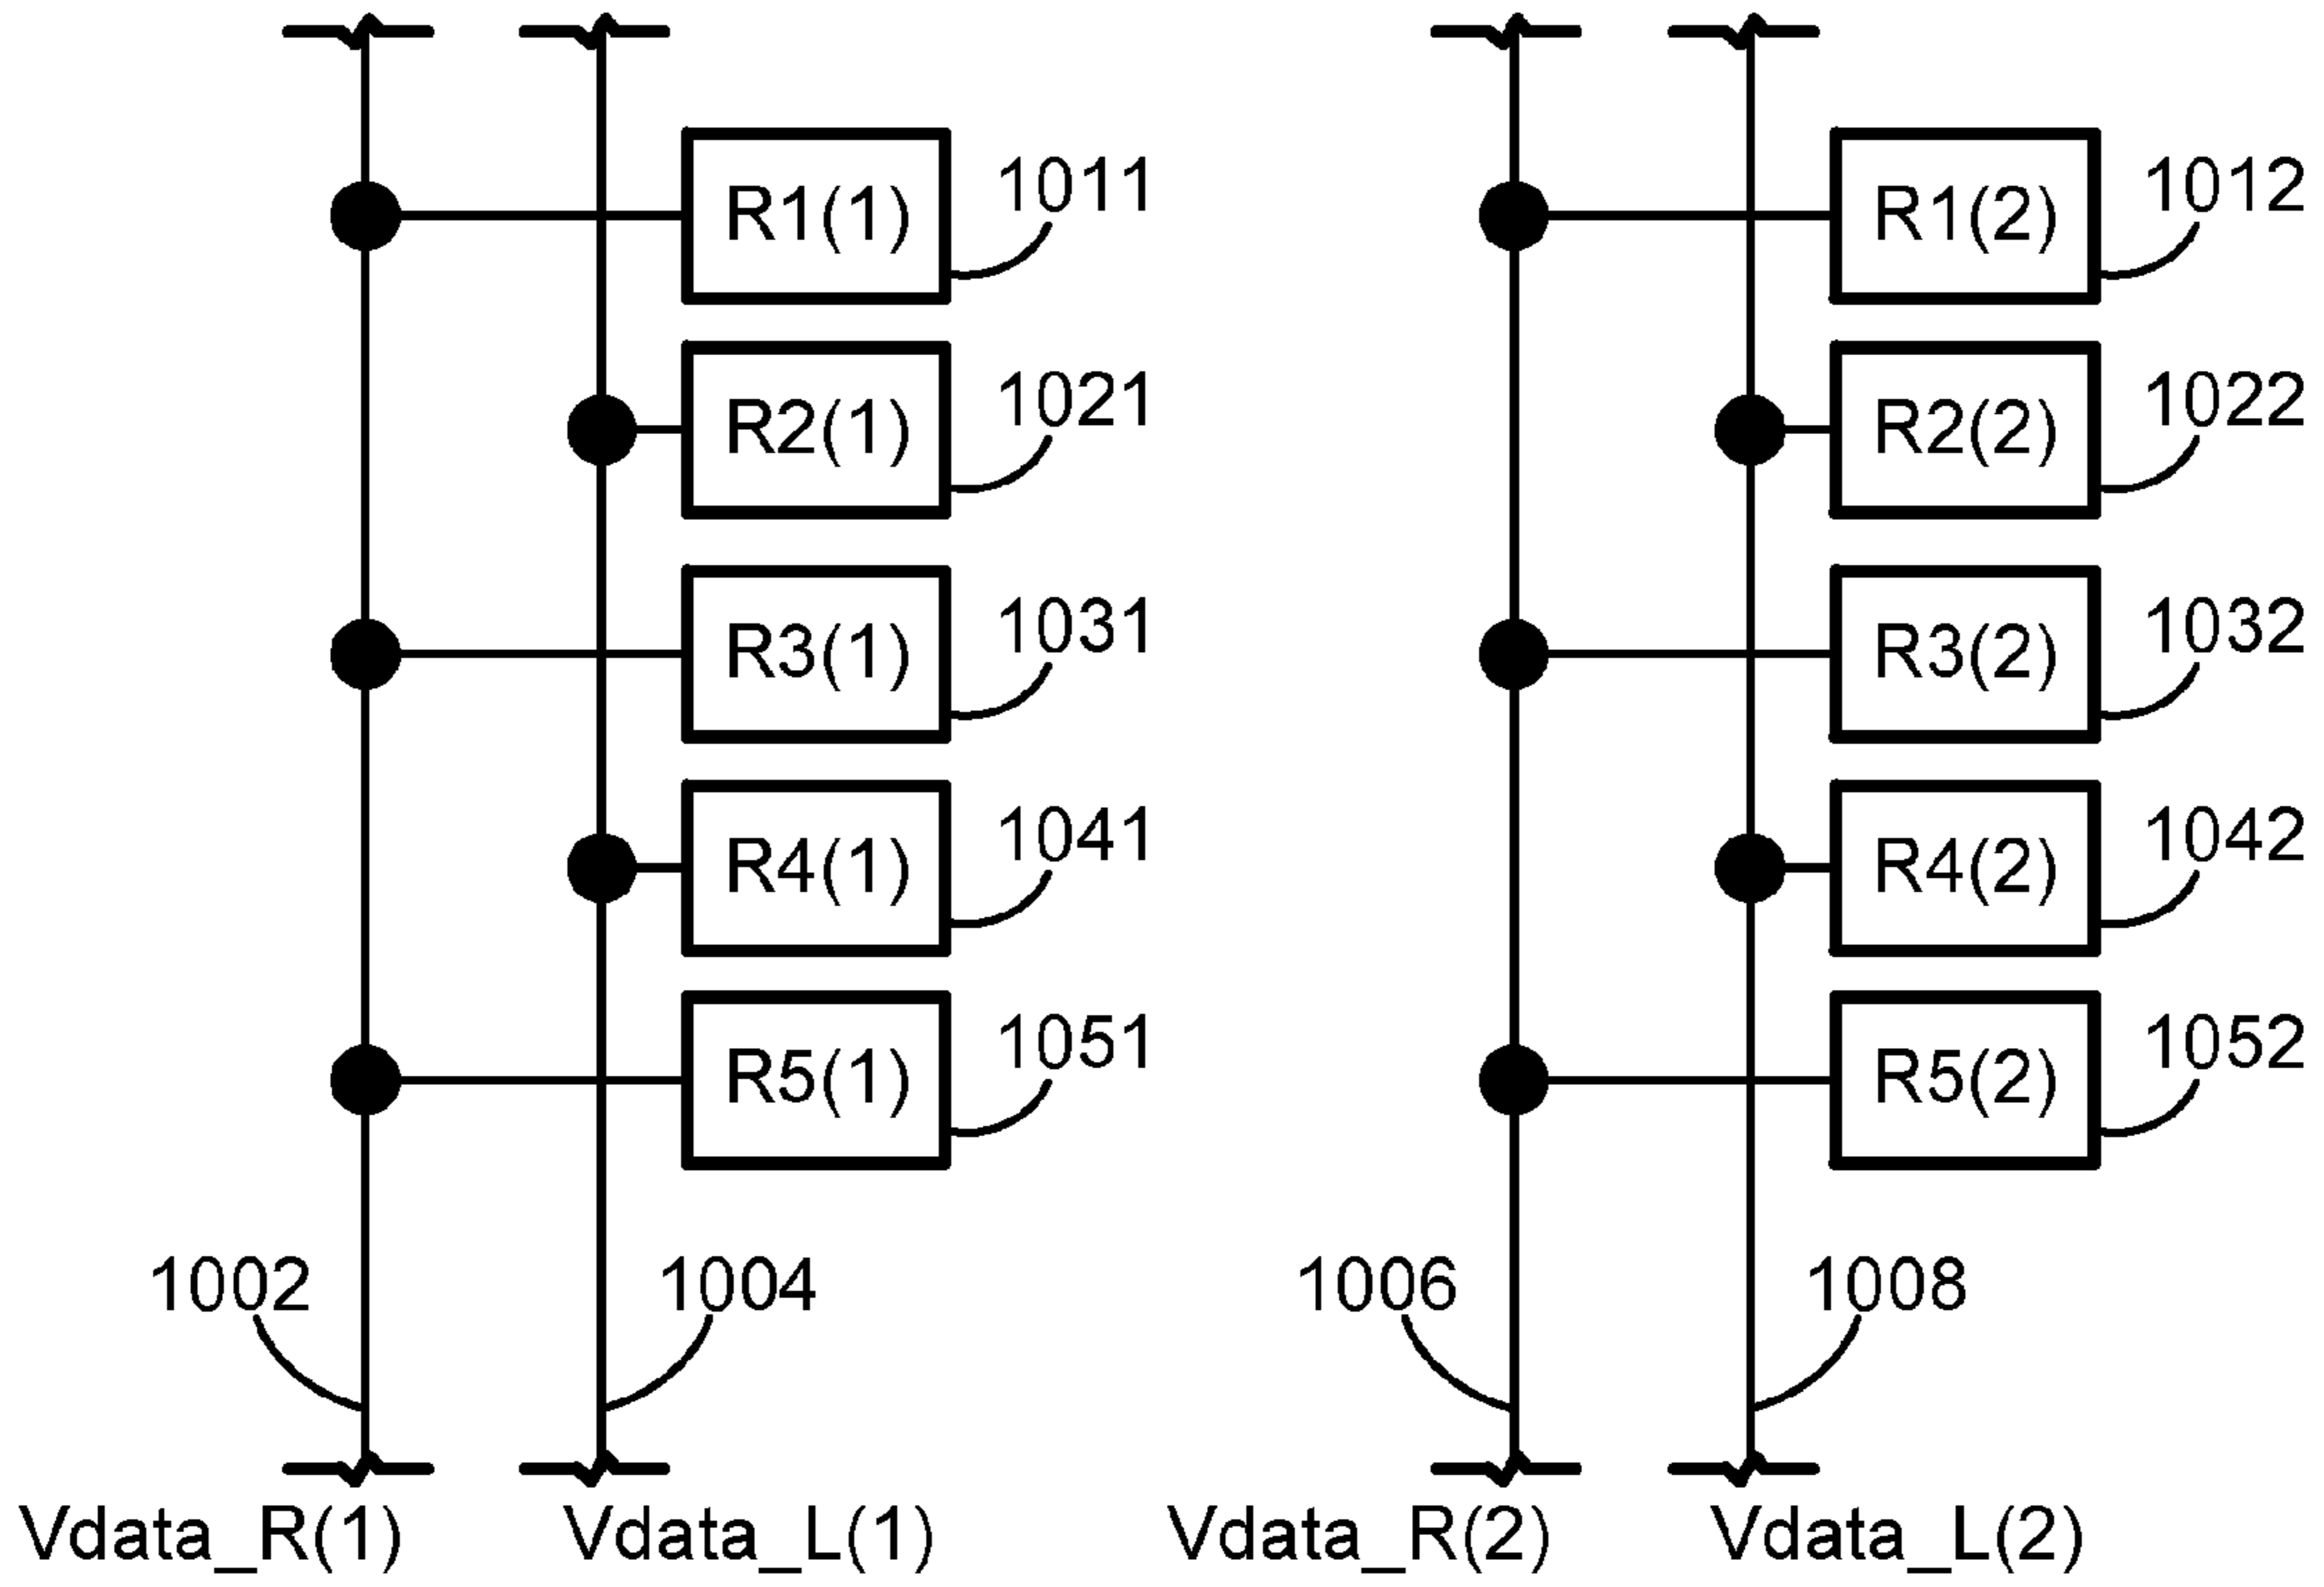 1011
1012
R1(1)
R1(2)
1021
1022
R2(1)
R2(2)
1031
1032
R3(1)
R3(2)
1041
1042
R4(1)
R4(2)
1051
1052
R5(1)
R5(2)
1002
1004
1006
1008
Vdata_R(1)
Vdata_L(1)
Vdata_R(2)
Vdata_L(2)